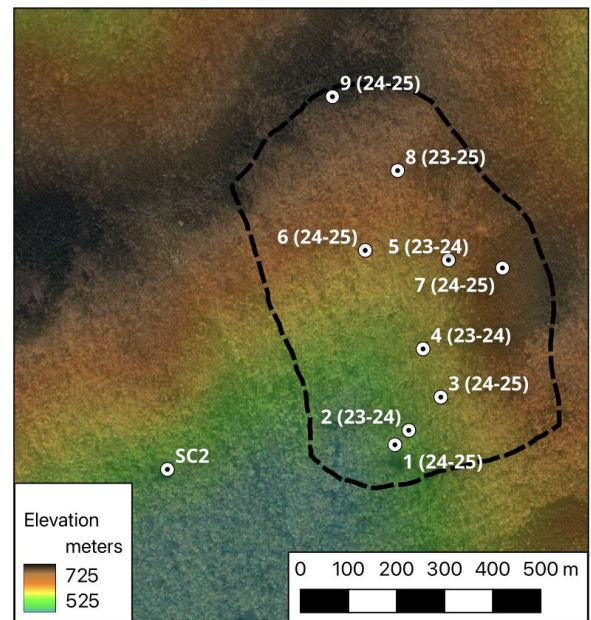 9 (24-25)
8 (23-25)
6 (24-25)
5 (23-24)
7 (24-25)
4 (23-24)
3 (24-25)
2 (23-24)
1 (24-25)
SC2
Elevation
meters
725
525
0 100 200 300 400 500 m